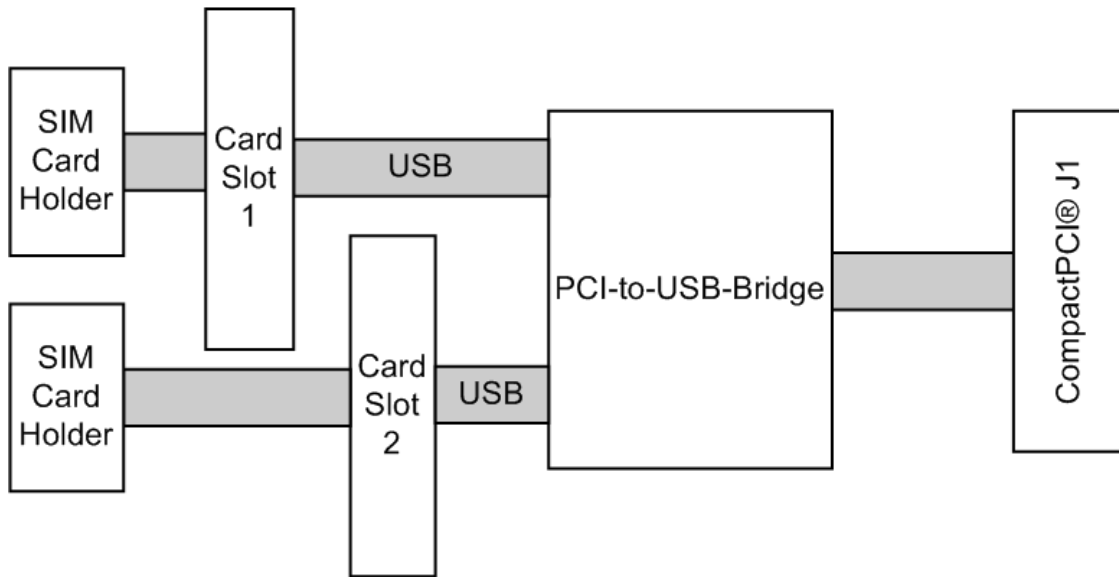 SIM
Card
Holder
Card
Slot
1
USB
PCI-to-USB-Bridge
CompactPCI® J1
SIM
Card
Holder
Card
Slot
2
USB